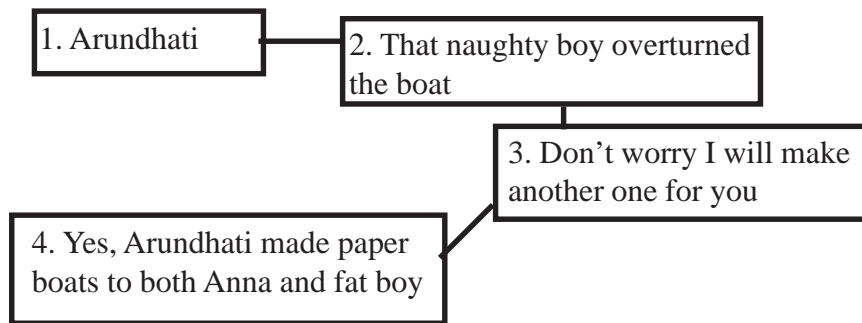 1. Arundhati
2. That naughty boy overturned
the boat
3. Don’t worry I will make
another one for you
4. Yes, Arundhati made paper
boats to both Anna and fat boy